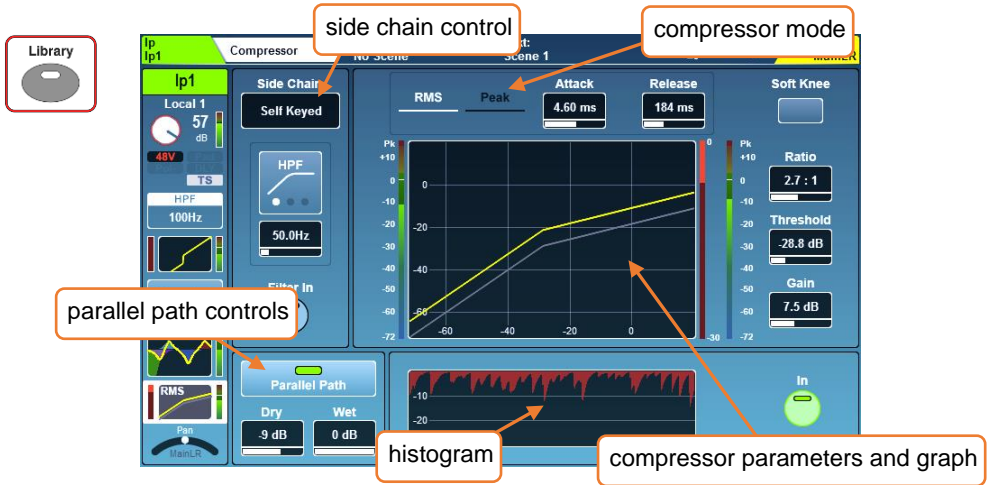 side chain control
compressor mode
Library
Ip
Ip1
Compressor
No Scene
Scene 1
MainLR
Ip1
Local 1
57
dB
48V
TS
HPF
100Hz
RMS
Pan
MainLR
Side Chain
Self Keyed
HPF
50.0Hz
Filter In
parallel path controls
Parallel Path
Dry Wet
-9 dB 0 dB
RMS Peak
Attack Release
4.60 ms 184 ms
Soft Knee
Pk
+10
0
-10
-20
-30
-40
-50
-60
-72
0
-20
-40
-60
-60 -40 -20 0
0
-30
Pk
+10
0
-10
-20
-30
-40
-50
-60
-72
Ratio
2.7 : 1
Threshold
-28.8 dB
Gain
7.5 dB
-10
-20
In
histogram
compressor parameters and graph